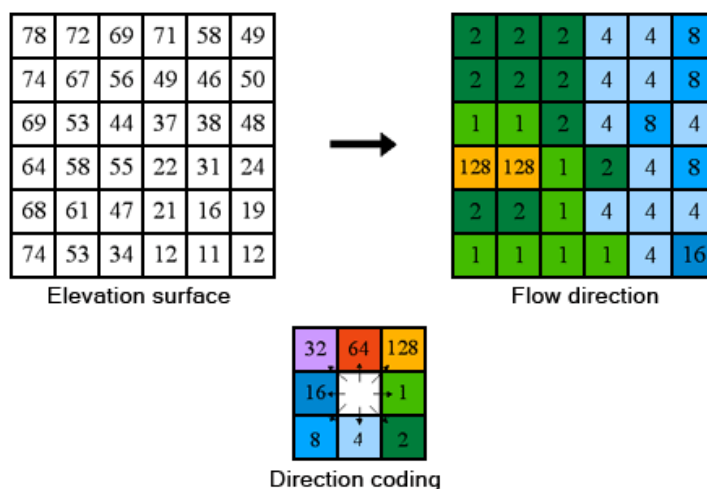 78 72 69 71 58 49 2 2 2 4 4 8
74 67 56 49 46 50 2 2 2 4 4 8
69 53 44 37 38 48 1 1 2 4 8 4
64 58 55 22 31 24 128 128 1 2 4 8
68 61 47 21 16 19 2 2 1 4 4 4
74 53 34 12 11 12 1 1 1 1 4 16
Elevation surface Flow direction
32 64 128
16 1
8 4 2
Direction coding